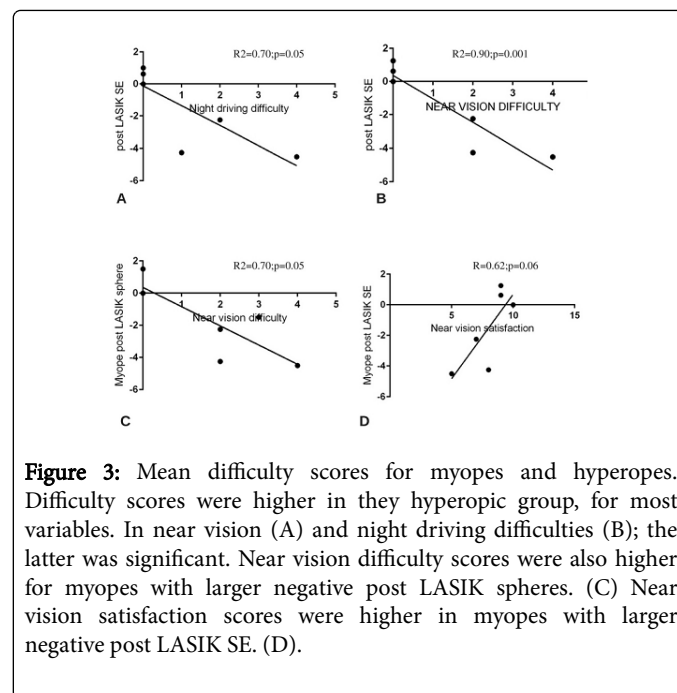 R2=0.70;p=0.05
2
0
-2
-4
-6
1 2 3 4 5
Night driving difficulty
post LASIK SE
A
R2=0.90;p=0.001
2
0
-2
-4
-6
1 2 3 4
NEAR VISION DIFFICULTY
post LASIK SE
B
R2=0.70;p=0.05
2
0
-2
-4
-6
1 2 3 4 5
Near vision difficulty
Myope post LASIK sphere
C
R=0.62;p=0.06
4
2
0
-2
-4
-6
5 10 15
Near vision satisfaction
Myope post LASIK SE
D
Figure 3: Mean difficulty scores for myopes and hyperopes.
Difficulty scores were higher in they hyperopic group, for most
variables. In near vision (A) and night driving difficulties (B); the
latter was significant. Near vision difficulty scores were also higher
for myopes with larger negative post LASIK spheres. (C) Near
vision satisfaction scores were higher in myopes with larger
negative post LASIK SE. (D).